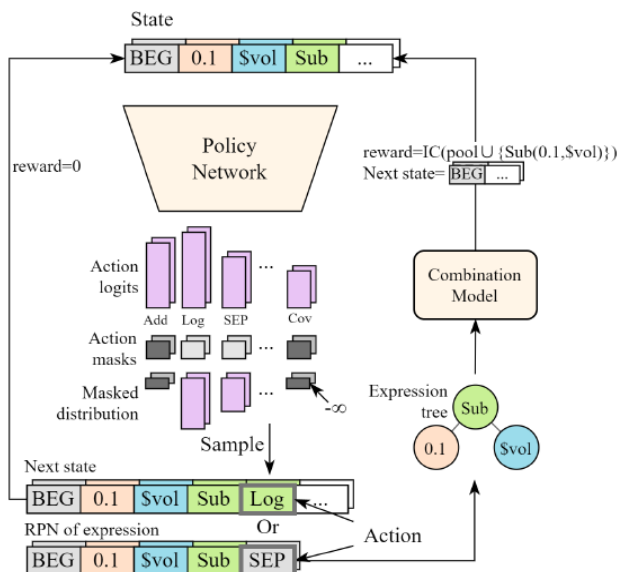 State
BEG 0.1 $vol Sub ...
Policy
Network
reward=0
reward=IC(pool∪{Sub(0.1,$vol)})
Next state= BEG ...
Action
logits
...
Add Log SEP Cov
Action
masks
...
Masked
distribution
...
-∞
Combination
Model
Expression
tree
Sub
0.1 $vol
Sample
Next state
BEG 0.1 $vol Sub Log ...
Or
Action
RPN of expression
BEG 0.1 $vol Sub SEP